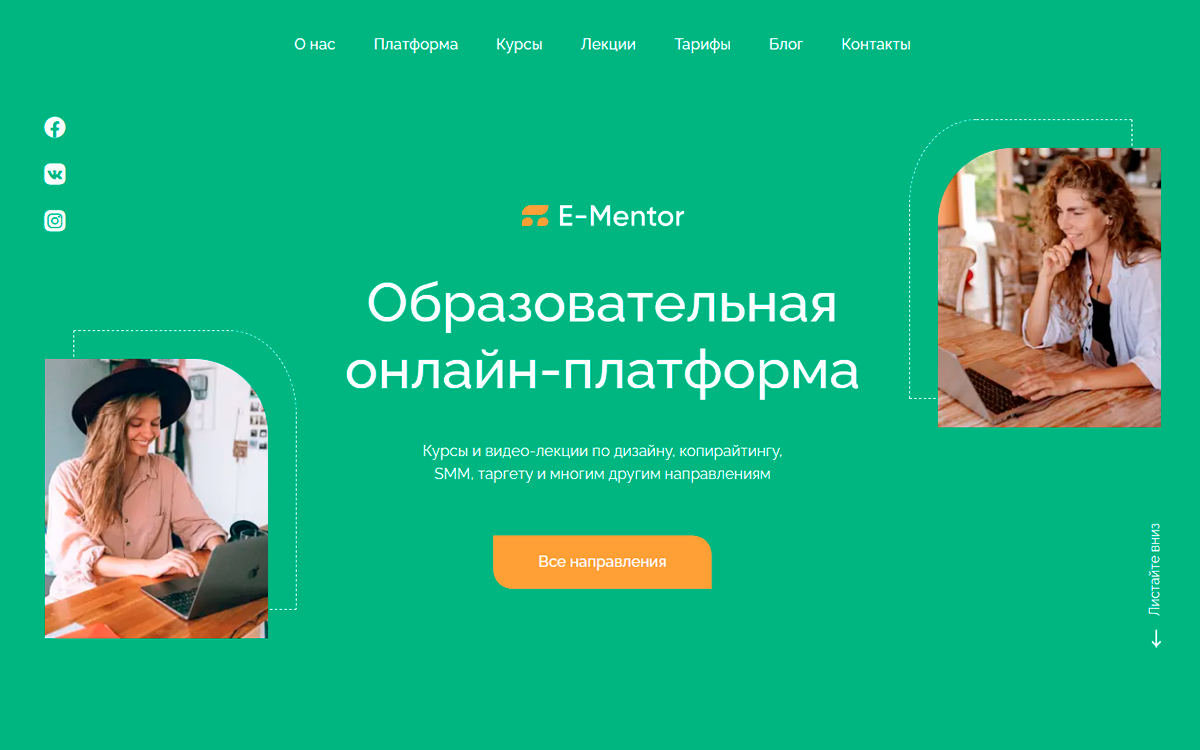 О нас Платформа Курсы Лекции Тарифы Блог Контакты
E-Mentor
Образовательная
онлайн-платформа
Курсы и видео-лекции по дизайну, копирайтингу,
SMM, таргету и многим другим направлениям
Все направления
Листайте вниз